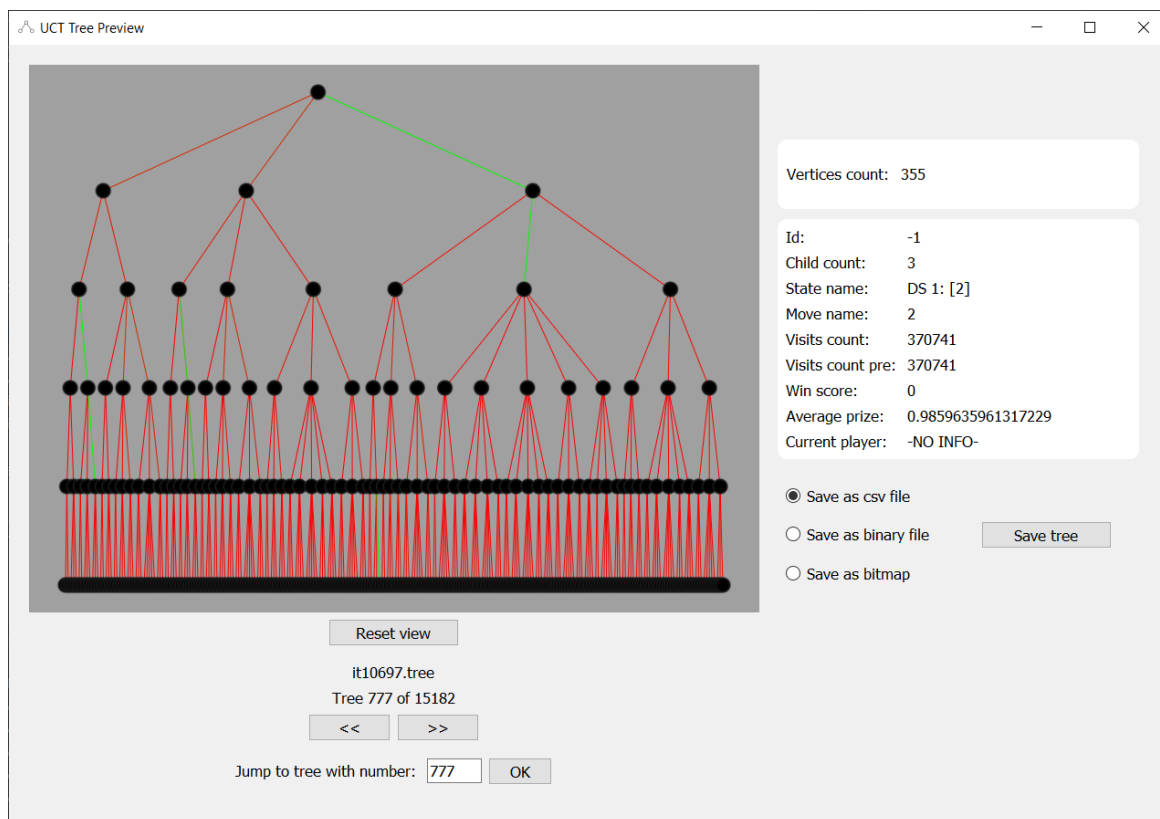 UCT Tree Preview
Vertices count: 355
Id: -1
Child count: 3
State name: DS 1: [2]
Move name: 2
Visits count: 370741
Visits count pre: 370741
Win score: 0
Average prize: 0.9859635961317229
Current player: -NO INFO-
Save as csv file
Save as binary file
Save tree
Save as bitmap
Reset view
it10697.tree
Tree 777 of 15182
<< >>
Jump to tree with number: 777 OK